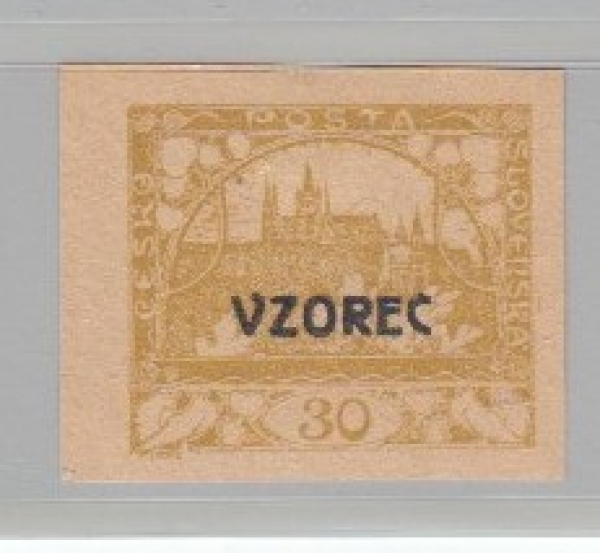 POŠTA
ČESKO
SLOVENSKÁ
VZOREC
30